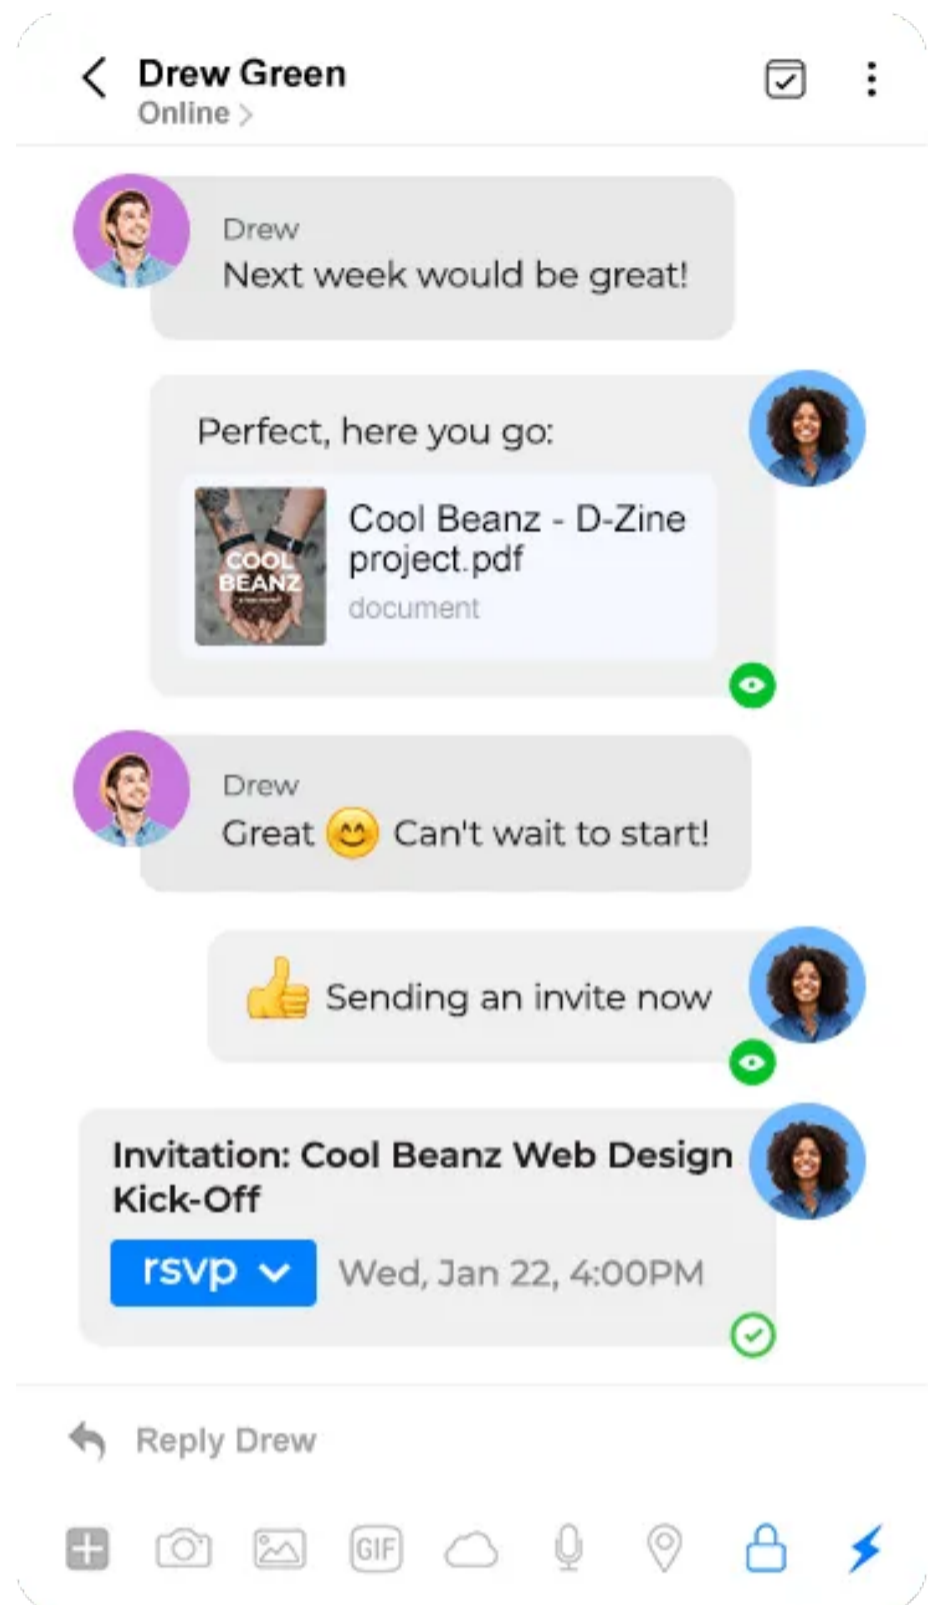 Drew Green
Online >
Drew
Next week would be great!
Perfect, here you go:
COOL
BEANZ
Cool Beanz - D-Zine
project.pdf
document
Drew
Great 😊 Can't wait to start!
👍 Sending an invite now
Invitation: Cool Beanz Web Design
Kick-Off
rsvp
Wed, Jan 22, 4:00PM
Reply Drew
GIF